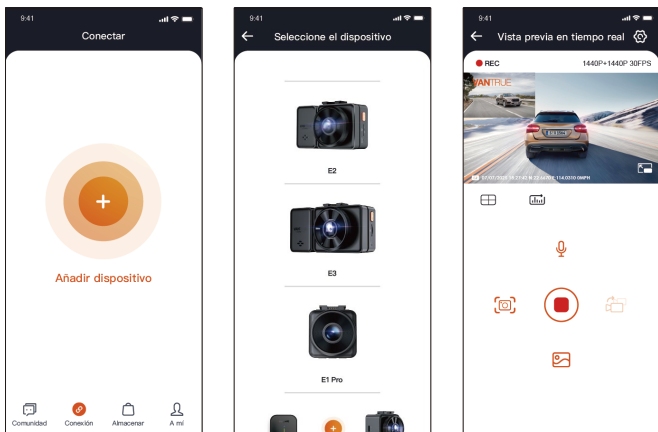 9:41
Conectar
Añadir dispositivo
Comunidad
Conexión
Almacenar
A mí
9:41
Seleccione el dispositivo
E2
E3
E1 Pro
9:41
Vista previa en tiempo real
REC
1440P+1440P 30FPS
VANTRUE